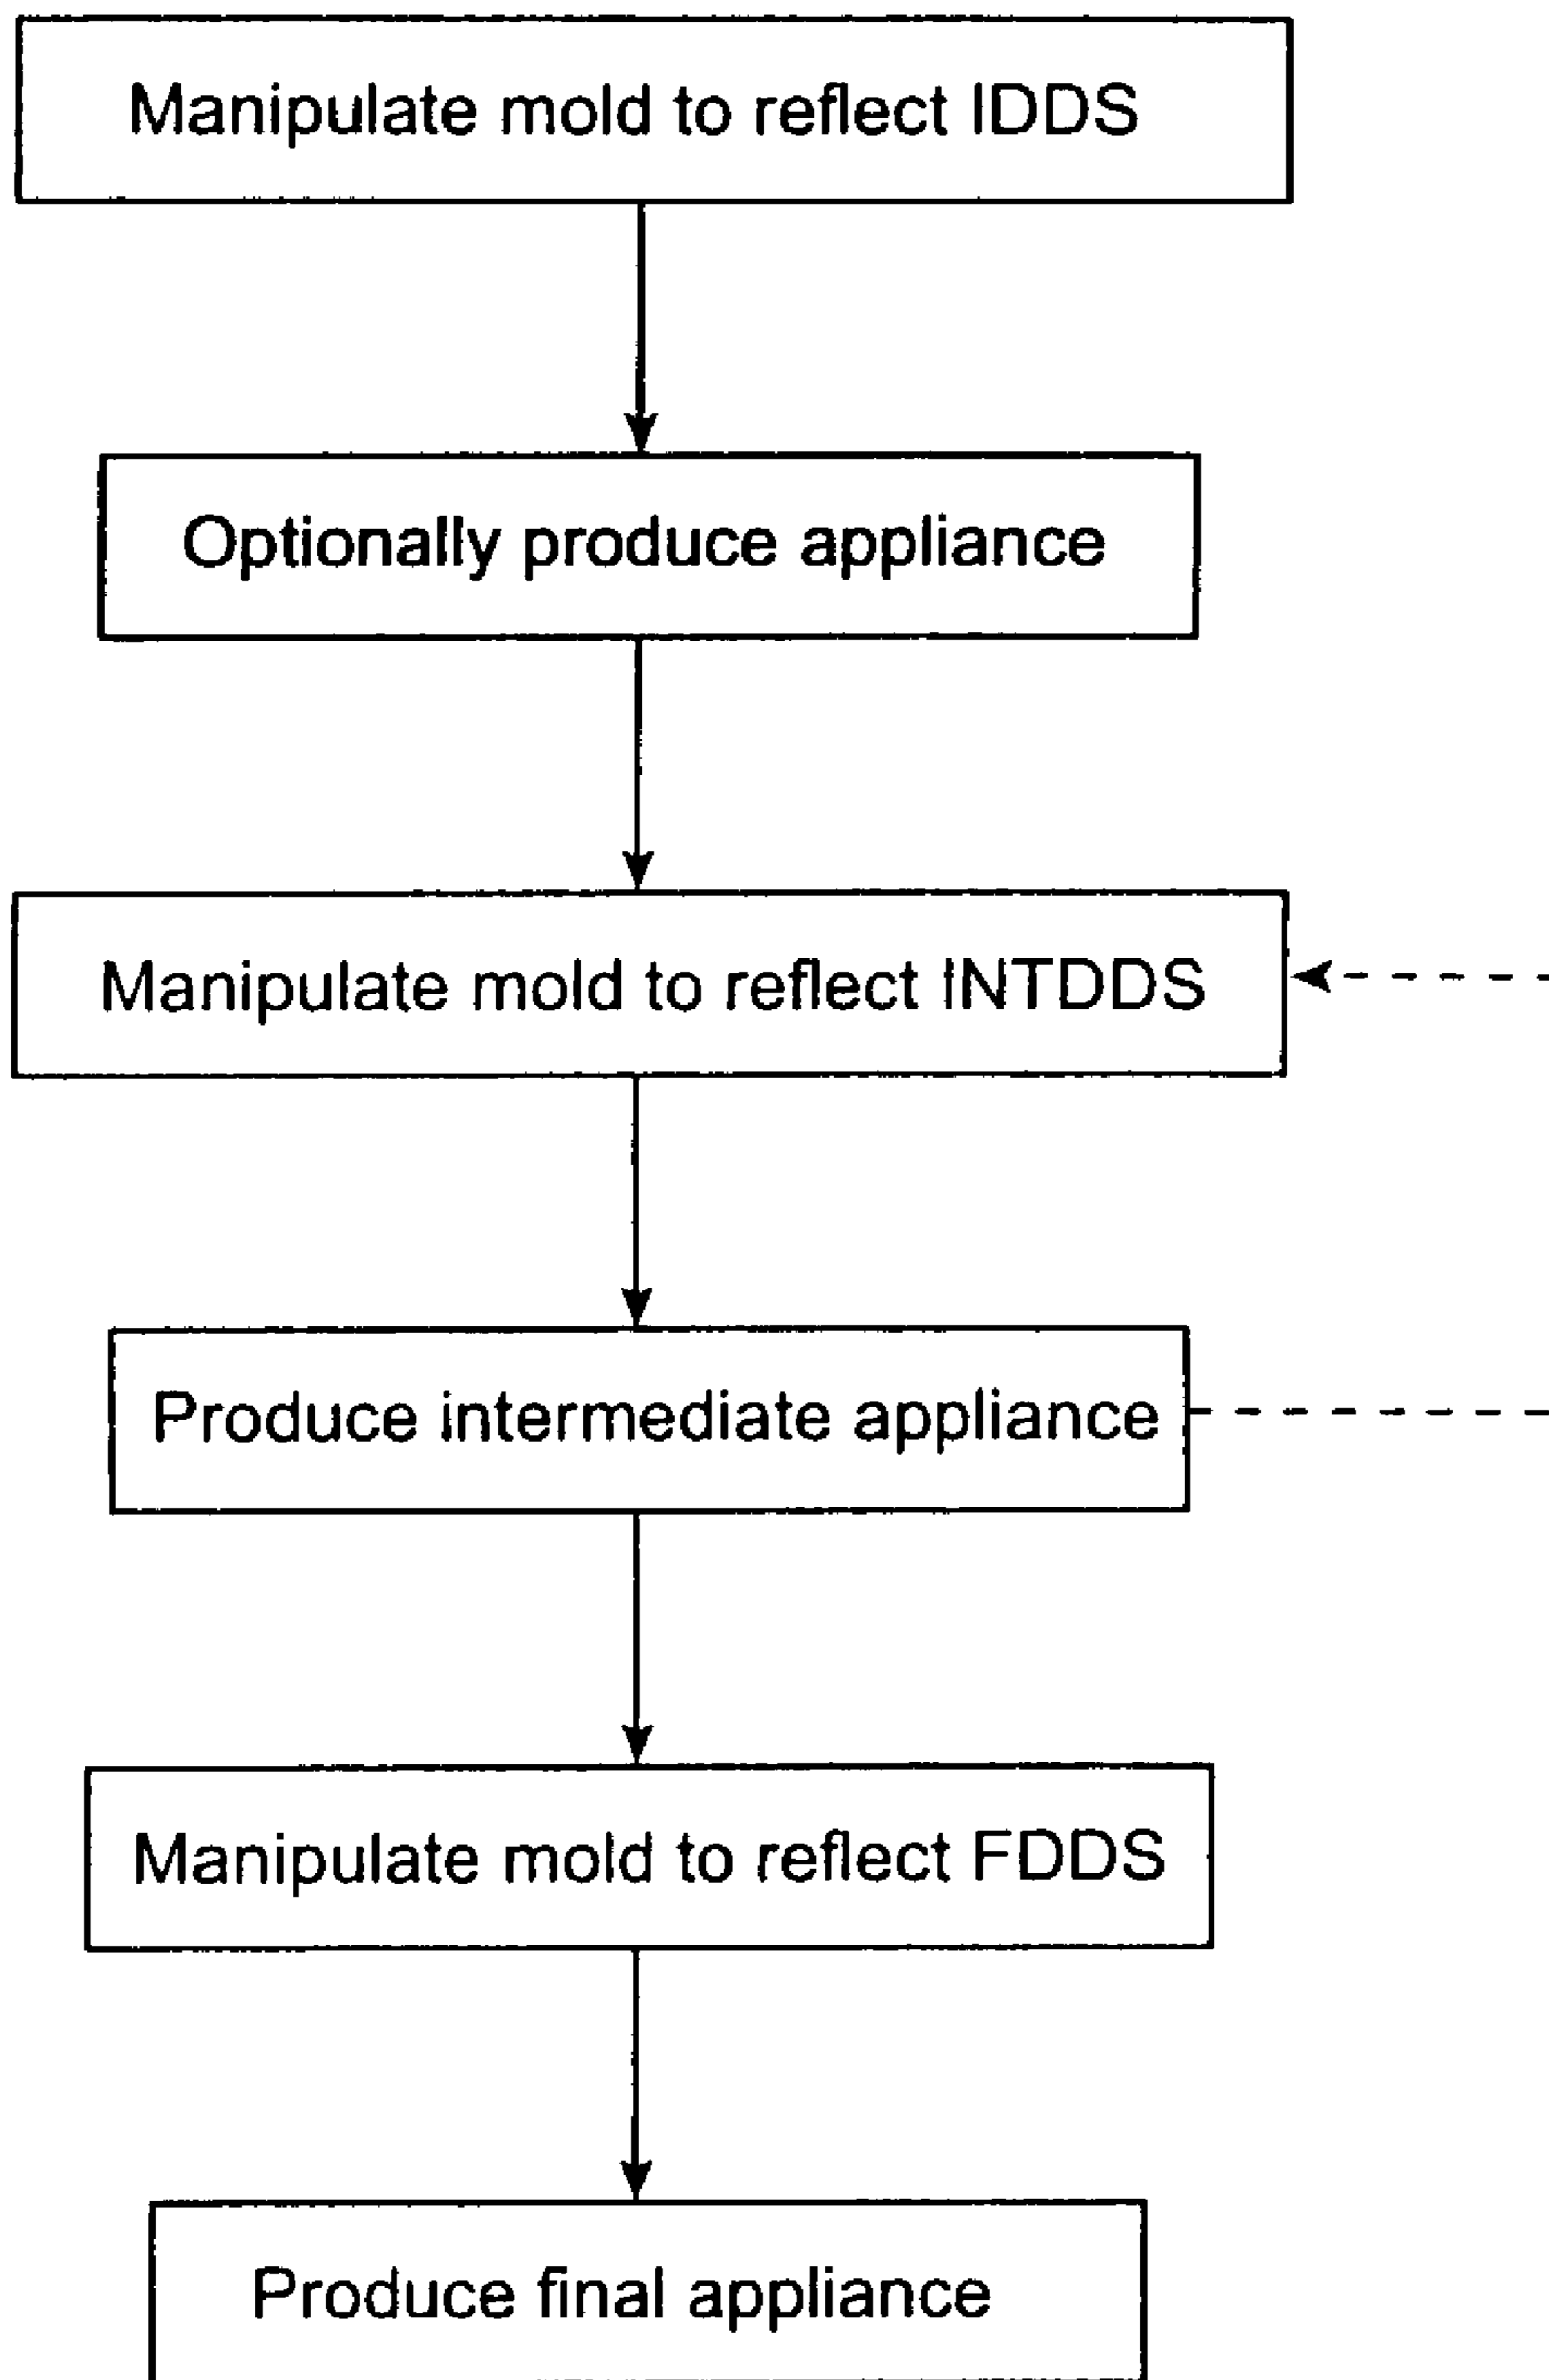 Manipulate mold to reflect IDDS
Optionally produce appliance
Manipulate mold to reflect INTDDS
Produce intermediate appliance
Manipulate mold to reflect FDDS
Produce final appliance